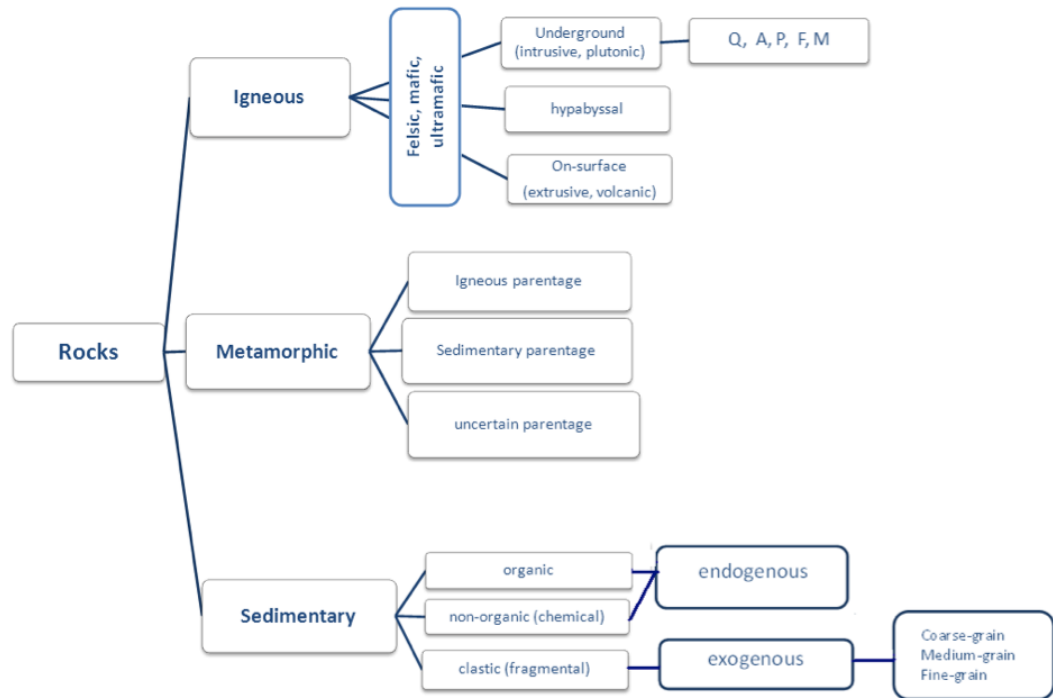 Rocks
Igneous
Felsic, mafic,
ultramafic
Underground
(intrusive, plutonic)
Q, A, P, F, M
hypabyssal
On-surface
(extrusive, volcanic)
Metamorphic
Igneous parentage
Sedimentary parentage
uncertain parentage
Sedimentary
organic
non-organic (chemical)
endogenous
clastic (fragmental)
exogenous
Coarse-grain
Medium-grain
Fine-grain